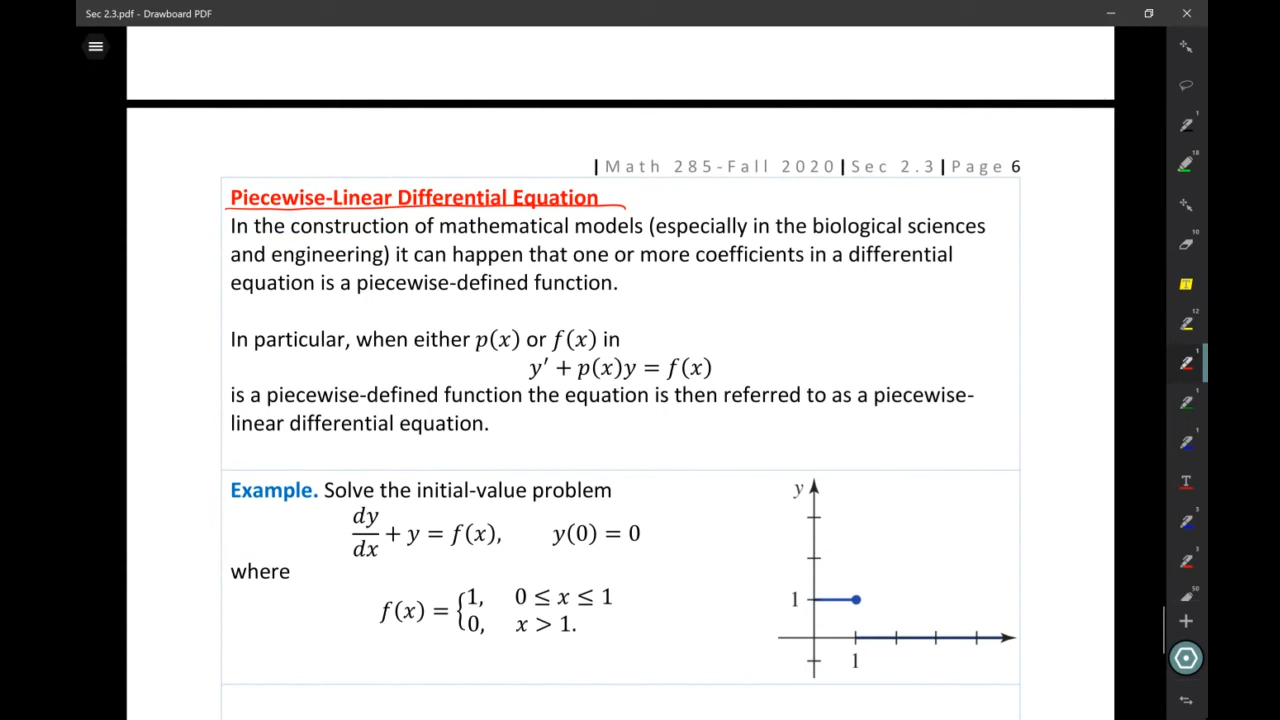 Sec 2.3.pdf - Drawboard PDF
| Math 285-Fall 2020 | Sec 2.3 | Page 6
Piecewise-Linear Differential Equation
In the construction of mathematical models (especially in the biological sciences
and engineering) it can happen that one or more coefficients in a differential
equation is a piecewise-defined function.
In particular, when either p(x) or f(x) in
y′ + p(x)y = f(x)
is a piecewise-defined function the equation is then referred to as a piecewise-
linear differential equation.
Example. Solve the initial-value problem
dy/dx + y = f(x), y(0) = 0
where
f(x) = {1, 0 ≤ x ≤ 1
0, x > 1.
y
1
1